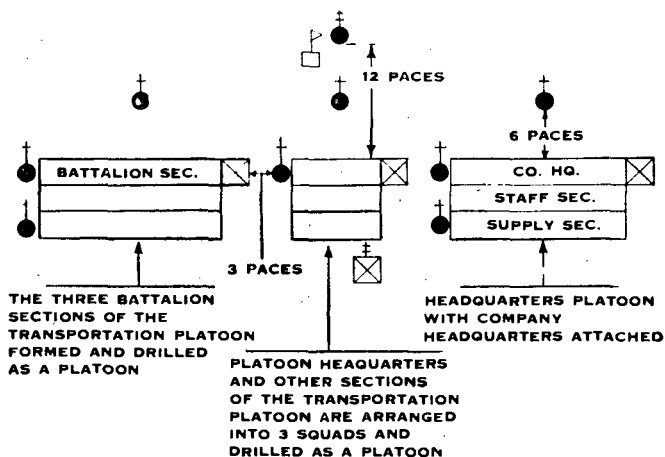 12 PACES
6 PACES
BATTALION SEC.
CO. HQ.
STAFF SEC.
SUPPLY SEC.
3 PACES
THE THREE BATTALION
SECTIONS OF THE
TRANSPORTATION PLATOON
FORMED AND DRILLED
AS A PLATOON
PLATOON HEAQUARTERS
AND OTHER SECTIONS
OF THE TRANSPORTATION
PLATOON ARE ARRANGED
INTO 3 SQUADS AND
DRILLED AS A PLATOON
HEADQUARTERS PLATOON
WITH COMPANY
HEADQUARTERS ATTACHED